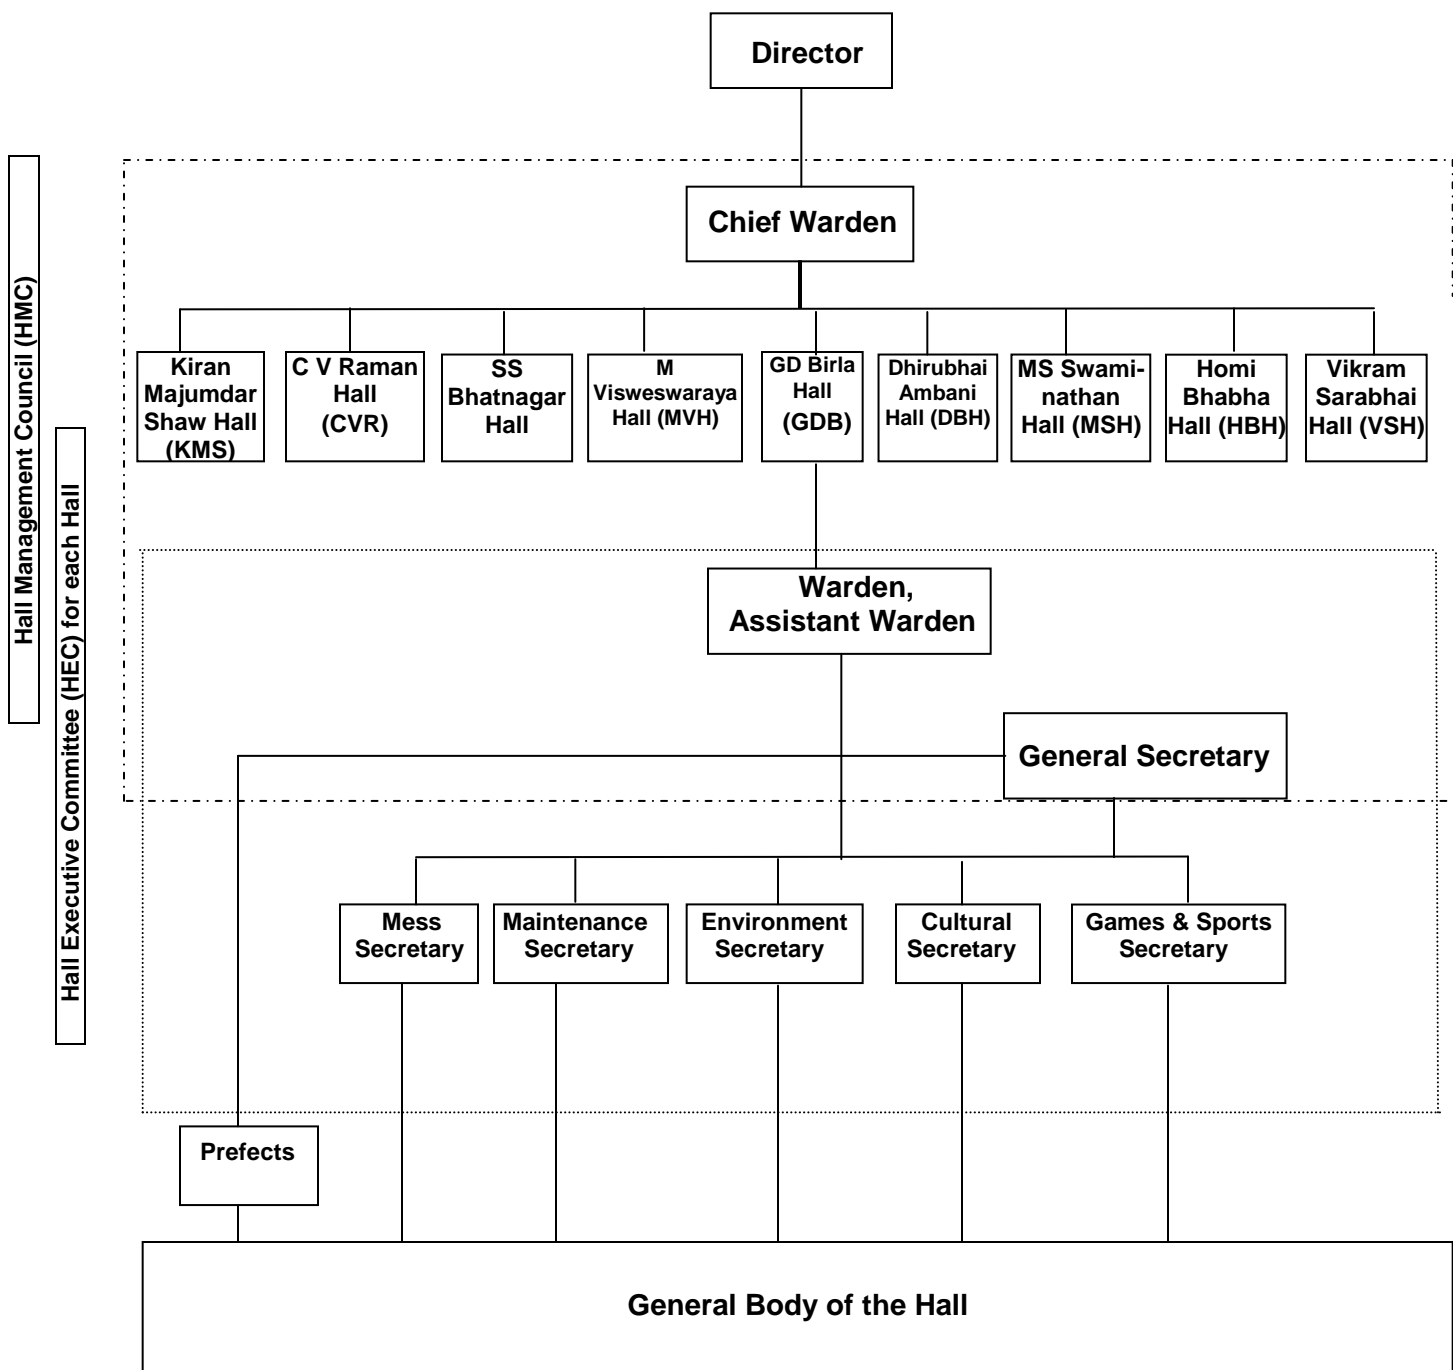 Director
Hall Management Council (HMC)
Hall Executive Committee (HEC) for each Hall
Chief Warden
Kiran
Majumdar
Shaw Hall
(KMS)
C V Raman
Hall
(CVR)
SS
Bhatnagar
Hall
M
Visweswaraya
Hall (MVH)
GD Birla
Hall
(GDB)
Dhirubhai
Ambani
Hall (DBH)
MS Swami-
nathan
Hall (MSH)
Homi
Bhabha
Hall (HBH)
Vikram
Sarabhai
Hall (VSH)
Warden,
Assistant Warden
General Secretary
Mess
Secretary
Maintenance
Secretary
Environment
Secretary
Cultural
Secretary
Games & Sports
Secretary
Prefects
General Body of the Hall